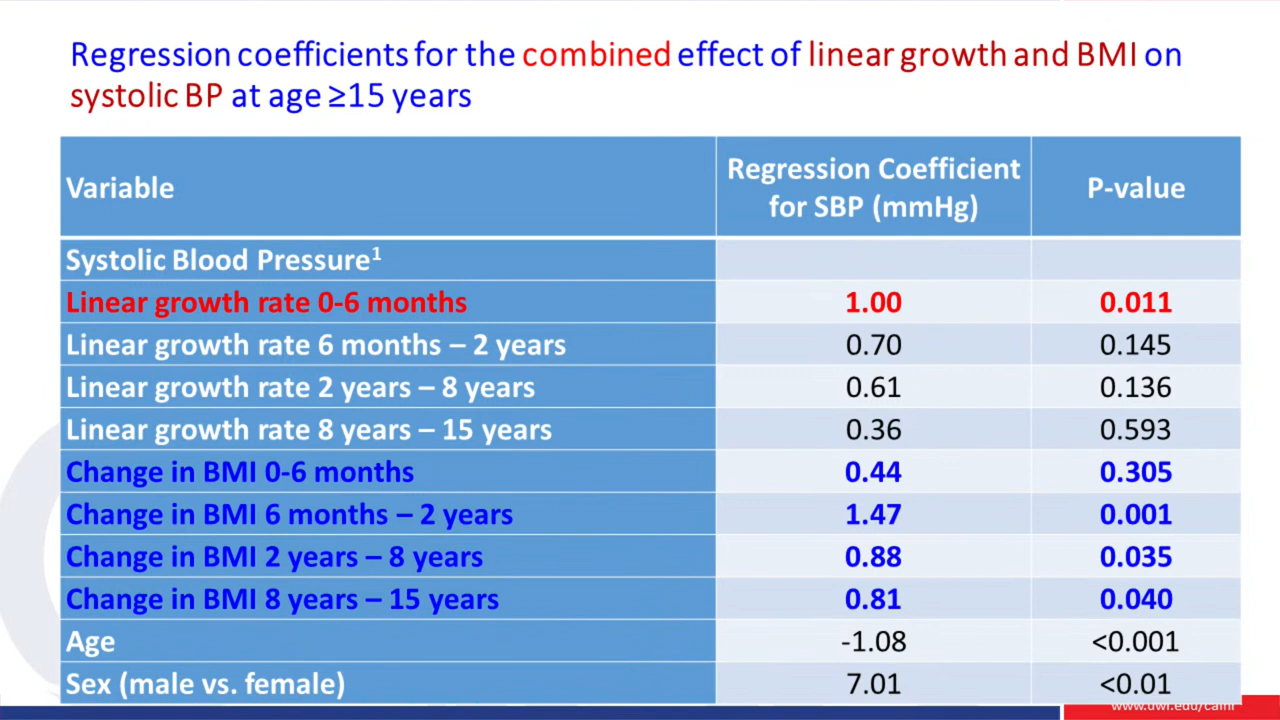 Regression coefficients for the combined effect of linear growth and BMI on
systolic BP at age ≥15 years
Variable
Regression Coefficient
for SBP (mmHg)
P-value
Systolic Blood Pressure¹
Linear growth rate 0-6 months 1.00 0.011
Linear growth rate 6 months – 2 years 0.70 0.145
Linear growth rate 2 years – 8 years 0.61 0.136
Linear growth rate 8 years – 15 years 0.36 0.593
Change in BMI 0-6 months 0.44 0.305
Change in BMI 6 months – 2 years 1.47 0.001
Change in BMI 2 years – 8 years 0.88 0.035
Change in BMI 8 years – 15 years 0.81 0.040
Age -1.08 <0.001
Sex (male vs. female) 7.01 <0.01